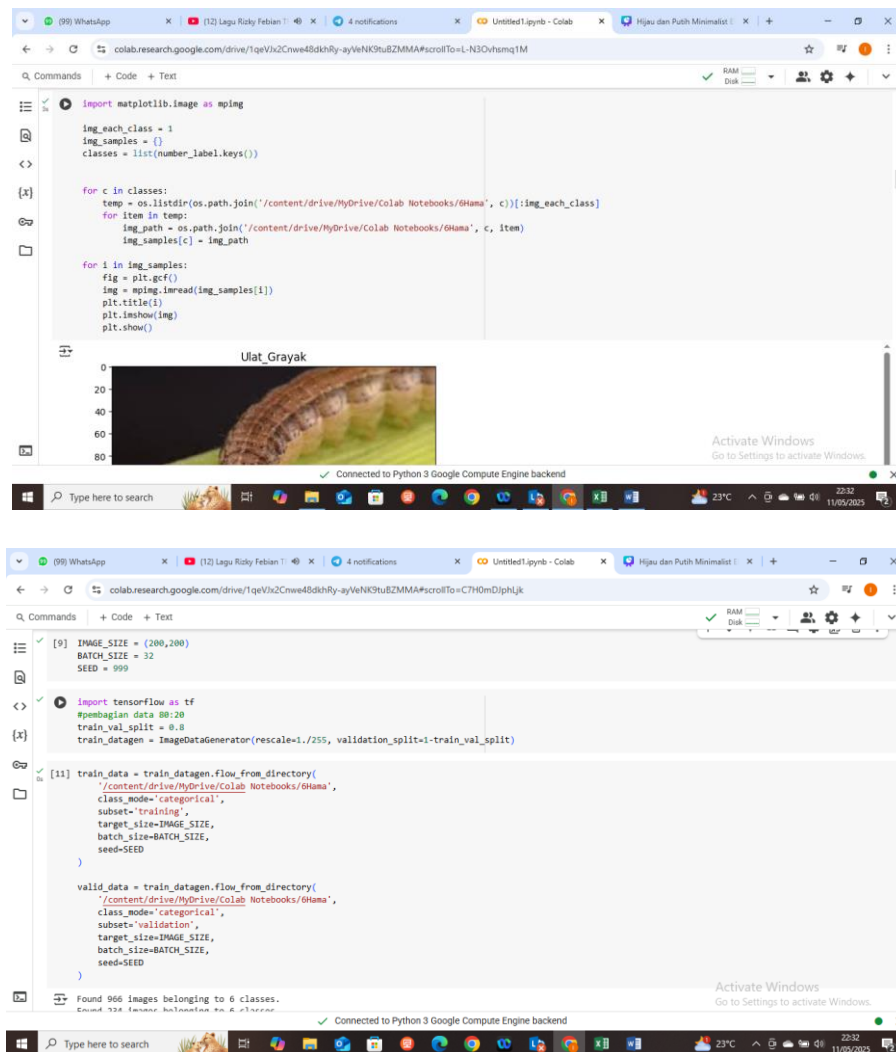 (99) WhatsApp
(12) Lagu Rizky Febian T
4 notifications
Untitled1.ipynb - Colab
Hijau dan Putih Minimalist
colab.research.google.com/drive/1qeVJx2Cnwe48dkhRy-ayVeNK9tuBZMMA#scrollTo=L-N3Ovhsmq1M
Commands + Code + Text
RAM
Disk
3s
import matplotlib.image as mpimg
img_each_class = 1
img_samples = {}
classes = list(number_label.keys())
for c in classes:
temp = os.listdir(os.path.join('/content/drive/MyDrive/Colab Notebooks/6Hama', c))[:img_each_class]
for item in temp:
img_path = os.path.join('/content/drive/MyDrive/Colab Notebooks/6Hama', c, item)
img_samples[c] = img_path
for i in img_samples:
fig = plt.gcf()
img = mpimg.imread(img_samples[i])
plt.title(i)
plt.imshow(img)
plt.show()
Ulat_Grayak
0
20
40
60
80
Activate Windows
Go to Settings to activate Windows.
Connected to Python 3 Google Compute Engine backend
Type here to search
23°C
22:32
11/05/2025
(99) WhatsApp
(12) Lagu Rizky Febian T
4 notifications
Untitled1.ipynb - Colab
Hijau dan Putih Minimalist
colab.research.google.com/drive/1qeVJx2Cnwe48dkhRy-ayVeNK9tuBZMMA#scrollTo=C7H0mDJphLjk
Commands + Code + Text
RAM
Disk
[9] IMAGE_SIZE = (200,200)
BATCH_SIZE = 32
SEED = 999
import tensorflow as tf
#pembagian data 80:20
train_val_split = 0.8
train_datagen = ImageDataGenerator(rescale=1./255, validation_split=1-train_val_split)
[11] train_data = train_datagen.flow_from_directory(
'/content/drive/MyDrive/Colab Notebooks/6Hama',
class_mode='categorical',
subset='training',
target_size=IMAGE_SIZE,
batch_size=BATCH_SIZE,
seed=SEED
)
valid_data = train_datagen.flow_from_directory(
'/content/drive/MyDrive/Colab Notebooks/6Hama',
class_mode='categorical',
subset='validation',
target_size=IMAGE_SIZE,
batch_size=BATCH_SIZE,
seed=SEED
)
Found 966 images belonging to 6 classes.
Found 234 images belonging to 6 classes.
Activate Windows
Go to Settings to activate Windows.
Connected to Python 3 Google Compute Engine backend
Type here to search
23°C
22:32
11/05/2025